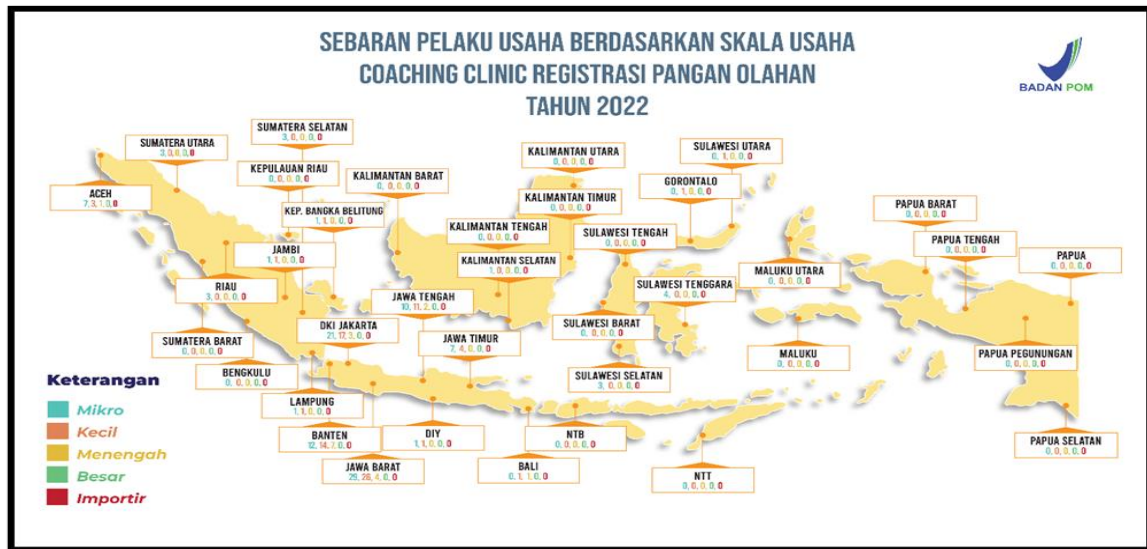 SEBARAN PELAKU USAHA BERDASARKAN SKALA USAHA
COACHING CLINIC REGISTRASI PANGAN OLAHAN
TAHUN 2022
BADAN POM
SUMATERA UTARA
3, 0, 0, 0, 0
SUMATERA SELATAN
3, 0, 0, 0, 0
KEPULAUAN RIAU
0, 0, 0, 0, 0
KALIMANTAN BARAT
0, 0, 0, 0, 0
KALIMANTAN UTARA
0, 0, 0, 0, 0
SULAWESI UTARA
0, 1, 0, 0, 0
GORONTALO
0, 1, 0, 0, 0
ACEH
7, 3, 1, 0, 0
KEP. BANGKA BELITUNG
1, 1, 0, 0, 0
KALIMANTAN TIMUR
0, 0, 0, 0, 0
PAPUA BARAT
0, 0, 0, 0, 0
KALIMANTAN TENGAH
0, 0, 0, 0, 0
SULAWESI TENGAH
0, 0, 0, 0, 0
PAPUA TENGAH
0, 0, 0, 0, 0
JAMBI
1, 1, 0, 0, 0
KALIMANTAN SELATAN
1, 0, 0, 0, 0
MALUKU UTARA
0, 0, 0, 0, 0
PAPUA
0, 0, 0, 0, 0
RIAU
3, 0, 0, 0, 0
JAWA TENGAH
10, 11, 2, 0, 0
SULAWESI TENGGARA
4, 0, 0, 0, 0
DKI JAKARTA
21, 17, 3, 0, 0
SULAWESI BARAT
0, 0, 0, 0, 0
SUMATERA BARAT
0, 0, 0, 0, 0
JAWA TIMUR
4, 0, 0, 0
MALUKU
0, 0, 0, 0, 0
PAPUA PEGUNUNGAN
0, 0, 0, 0, 0
BENGKULU
0, 0, 0, 0, 0
SULAWESI SELATAN
3, 0, 0, 0, 0
Keterangan
Mikro
Kecil
Menengah
Besar
Importir
LAMPUNG
1, 1, 0, 0, 0
BANTEN
12, 14, 7, 0, 0
DIY
1, 1, 0, 0, 0
NTB
0, 0, 0, 0, 0
PAPUA SELATAN
0, 0, 0, 0, 0
JAWA BARAT
29, 26, 4, 0, 0
BALI
0, 1, 1, 0, 0
NTT
0, 0, 0, 0, 0